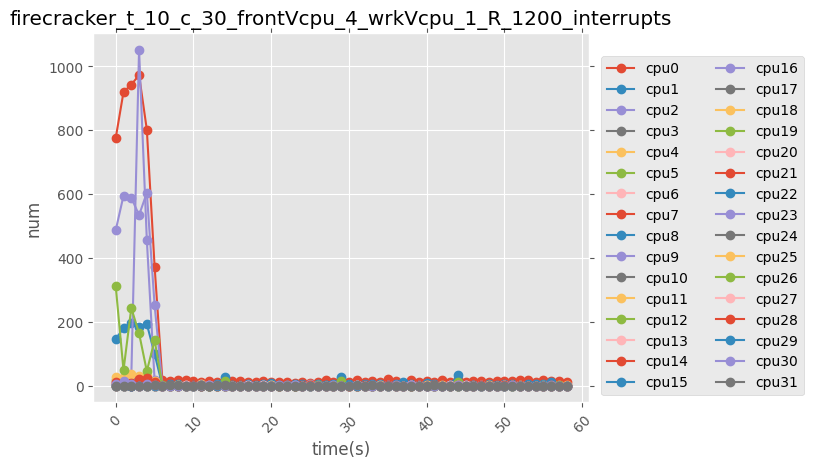 firecracker_t_10_c_30_frontVcpu_4_wrkVcpu_1_R_1200_interrupts
num
1000
800
600
400
200
0
0 10 20 30 40 50 60
time(s)
cpu0 cpu16
cpu1 cpu17
cpu2 cpu18
cpu3 cpu19
cpu4 cpu20
cpu5 cpu21
cpu6 cpu22
cpu7 cpu23
cpu8 cpu24
cpu9 cpu25
cpu10 cpu26
cpu11 cpu27
cpu12 cpu28
cpu13 cpu29
cpu14 cpu30
cpu15 cpu31